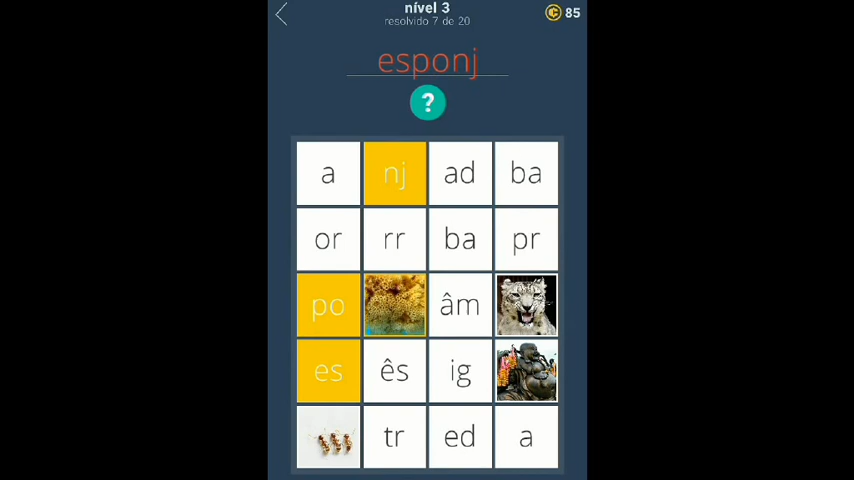 nível 3
resolvido 7 de 20
85
esponj
?
a nj ad ba
or rr ba pr
po âm
es ês ig
tr ed a